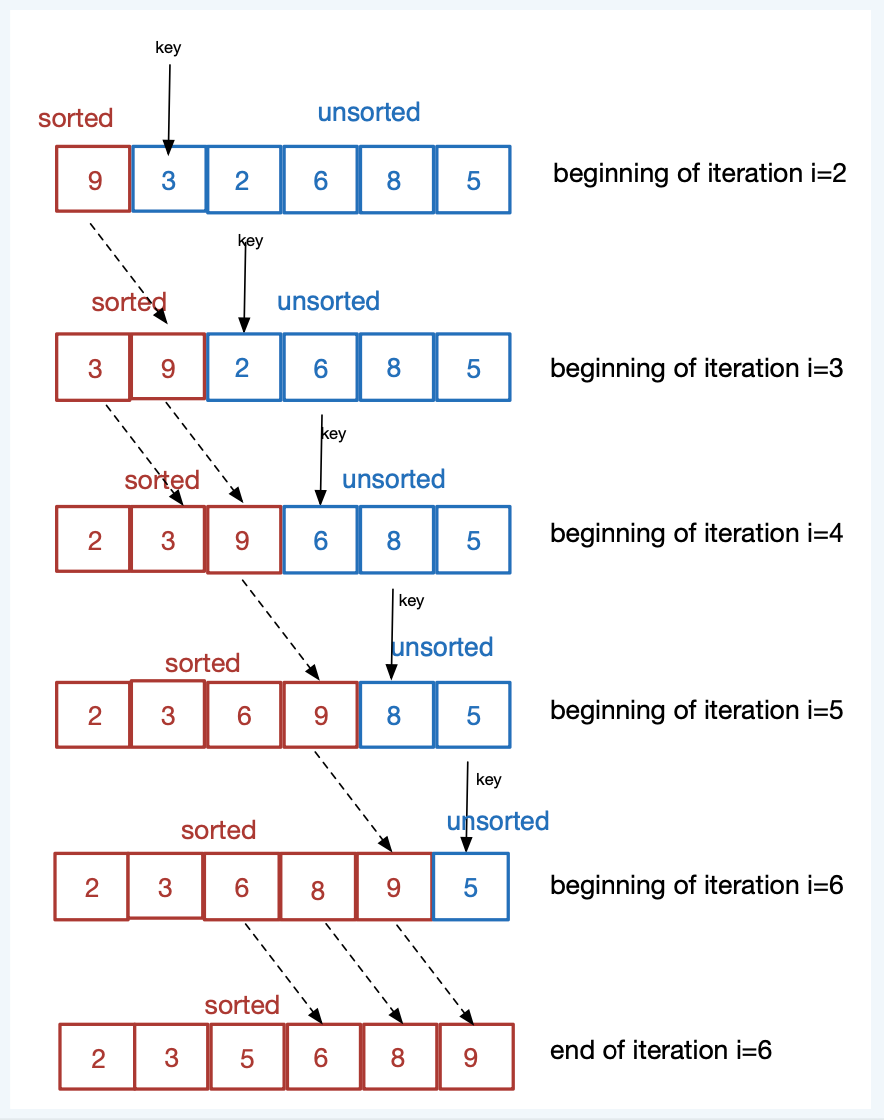 key
sorted unsorted
9 3 2 6 8 5 beginning of iteration i=2
key
sorted unsorted
3 9 2 6 8 5 beginning of iteration i=3
key
sorted unsorted
2 3 9 6 8 5 beginning of iteration i=4
key
sorted unsorted
2 3 6 9 8 5 beginning of iteration i=5
key
sorted unsorted
2 3 6 8 9 5 beginning of iteration i=6
sorted
2 3 5 6 8 9 end of iteration i=6